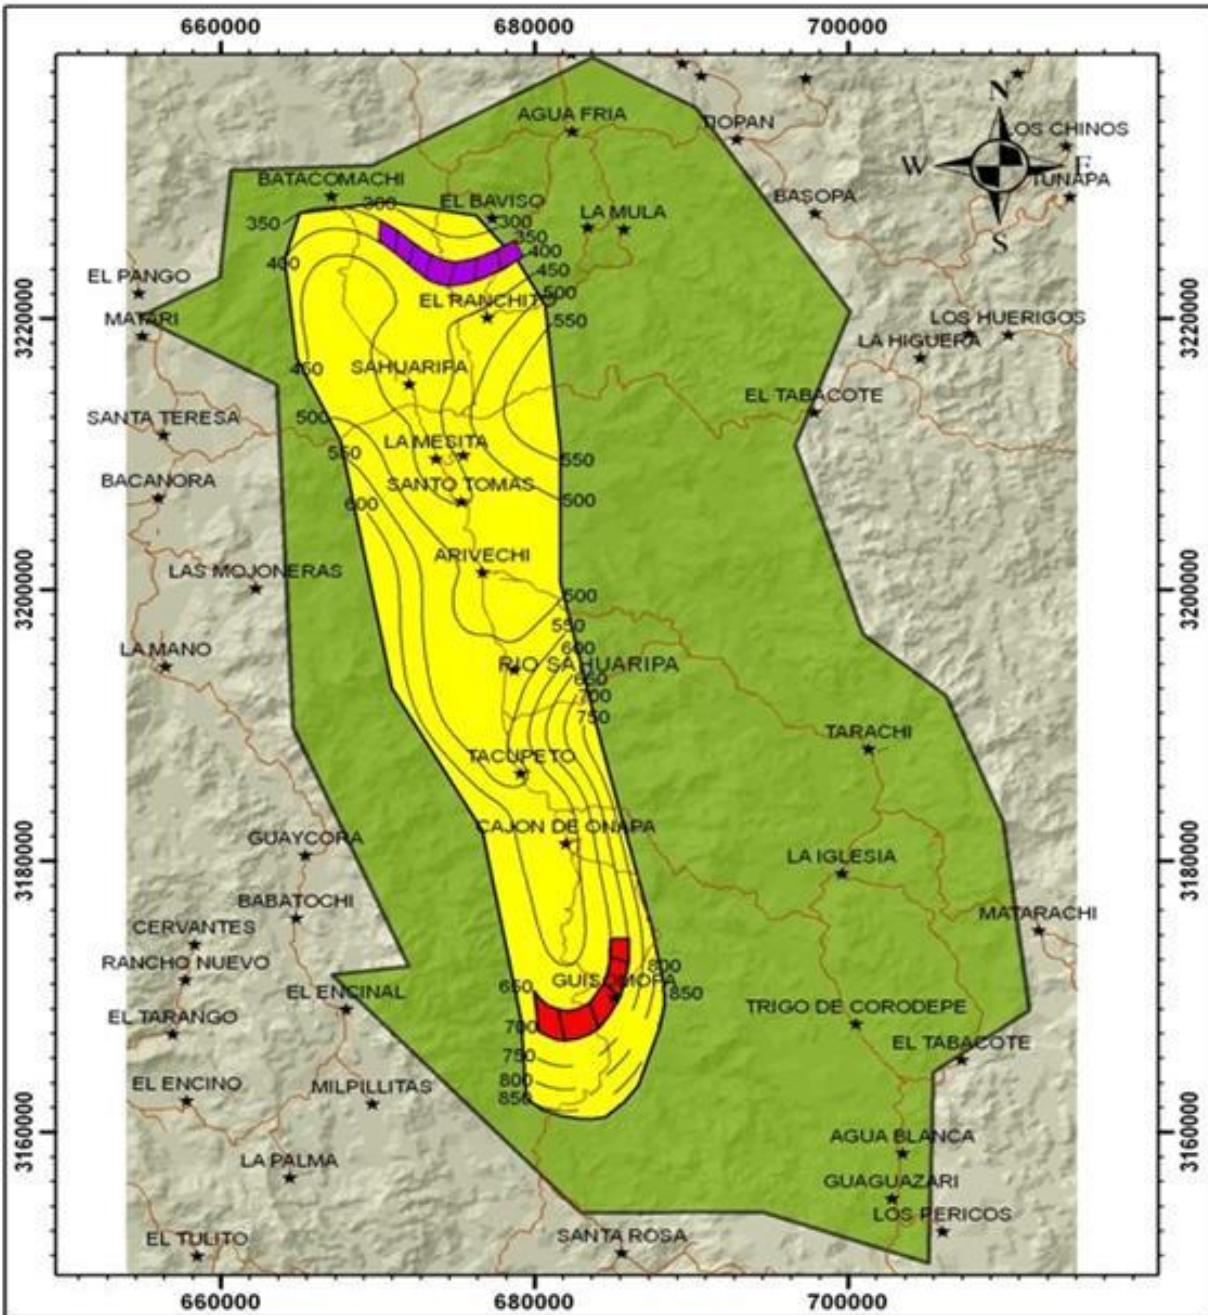 660000 680000 700000
N
AGUA FRIA
TIOPAN
LOS CHINOS
W E
TUNAPA
BATACOMACHI
BASOPA
EL BAVISO
300
LA MULA
350
300
350
S
400
400
450
EL PANGO
500
EL RANCHITO
MATARI
550
LOS HUERIGOS
3220000
3220000
LA HIGUERA
450
SAHUARIPA
EL TABACOTE
SANTA TERESA
500
LA MESITA
550
550
BACANORA
SANTO TOMAS
600
500
ARIVECHI
LAS MOJONERAS
3200000
3200000
500
550
LA MANO
600
RIO SAHUARIPA
650
700
750
TARACHI
TACUPETO
CAJON DE ONAPA
GUAYCORA
LA IGLESIA
3180000
3180000
BABATOCHI
MATARACHI
CERVANTES
RANCHO NUEVO
800
GUISAMOPA
650
EL ENCINAL
850
TRIGO DE CORODEPE
EL TARANGO
700
EL TABACOTE
750
EL ENCINO
MILPILLITAS
800
850
3160000
3160000
AGUA BLANCA
LA PALMA
GUAGUAZARI
LOS PERICOS
EL TULITO
SANTA ROSA
660000 680000 700000